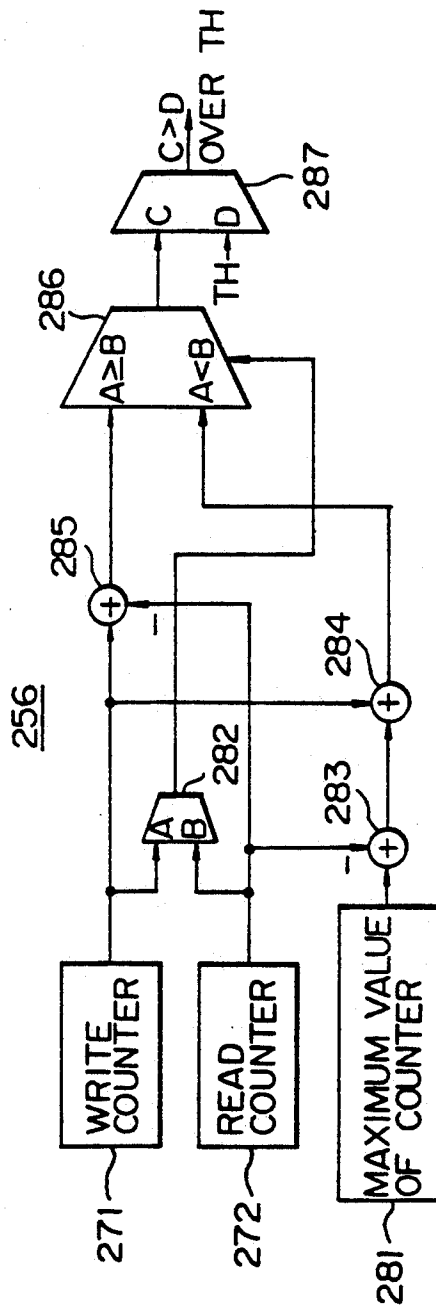 256
271
WRITE
COUNTER
272
READ
COUNTER
281
MAXIMUM VALUE
OF COUNTER
A
B
282
283
+
−
284
+
285
+
−
286
A≥B
A<B
TH
C
D
287
C>D
OVER TH